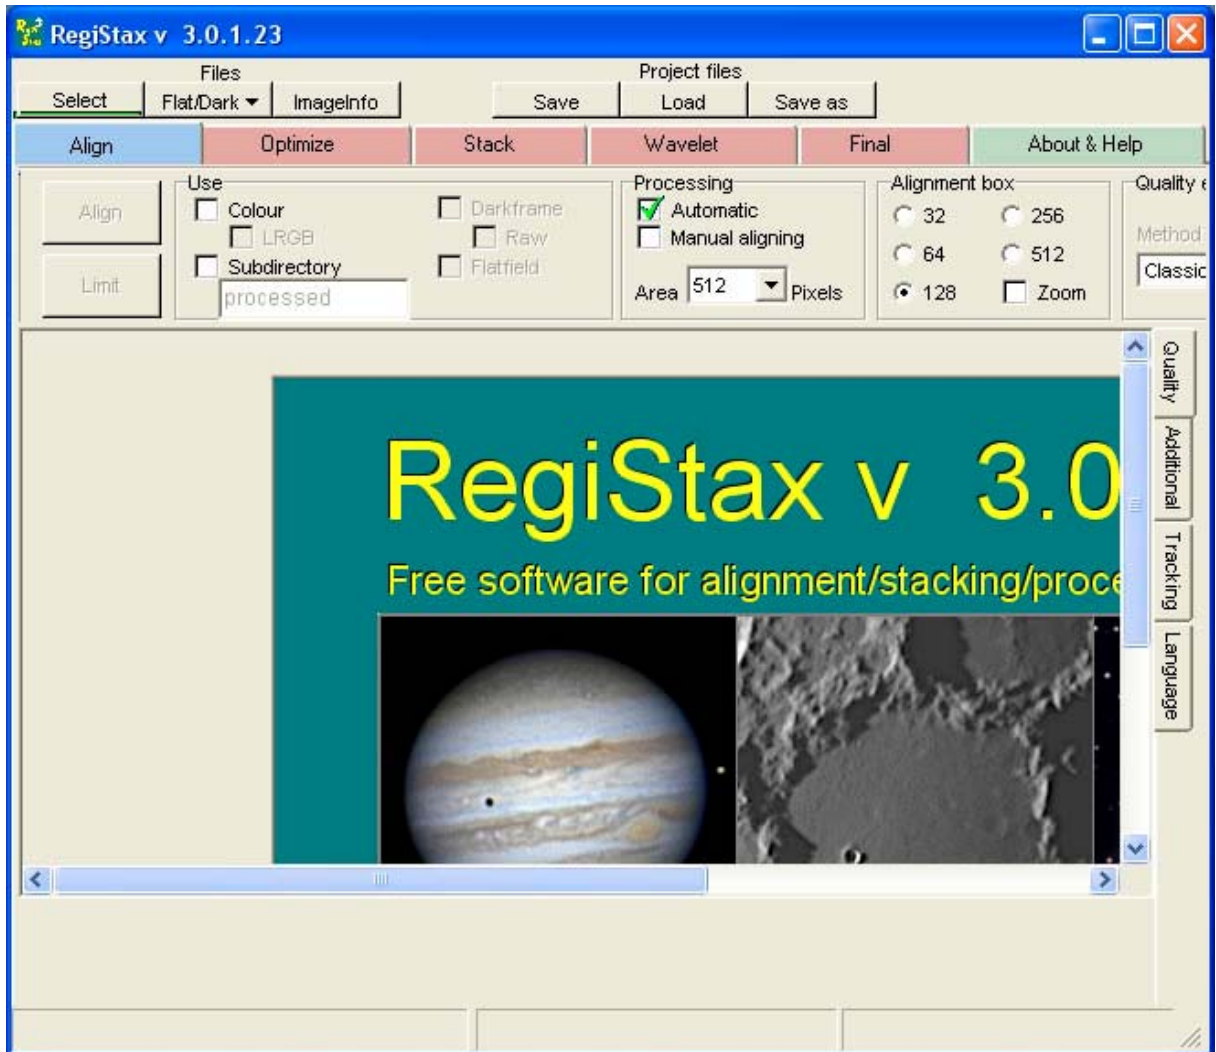 RegiStax v 3.0.1.23
Files
Project files
Select Flat/Dark ImageInfo Save Load Save as
Align Optimize Stack Wavelet Final About & Help
Use Processing Alignment box Quality e
Align Colour Darkframe Automatic 32 256
LRGB Raw Manual aligning Method
Limit Subdirectory Flatfield 64 512 Classic
processed Area 512 Pixels 128 Zoom
Quality
Additional
Tracking
Language
RegiStax v 3.0
Free software for alignment/stacking/proce